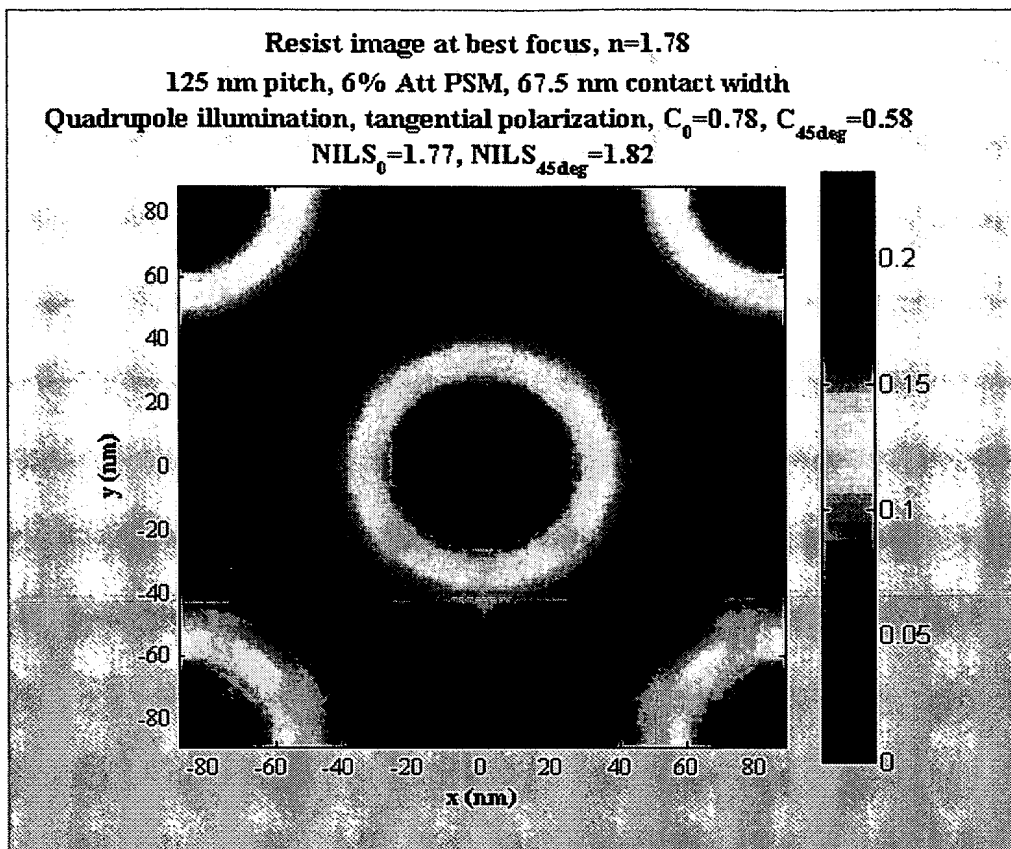 Resist image at best focus, n=1.78
125 nm pitch, 6% Att PSM, 67.5 nm contact width
Quadrupole illumination, tangential polarization, C0=0.78, C45deg=0.58
NILS0=1.77, NILS45deg=1.82
80
60
40
20
0
-20
-40
-60
-80
y (nm)
-80 -60 -40 -20 0 20 40 60 80
x (nm)
0.2
0.15
0.1
0.05
0